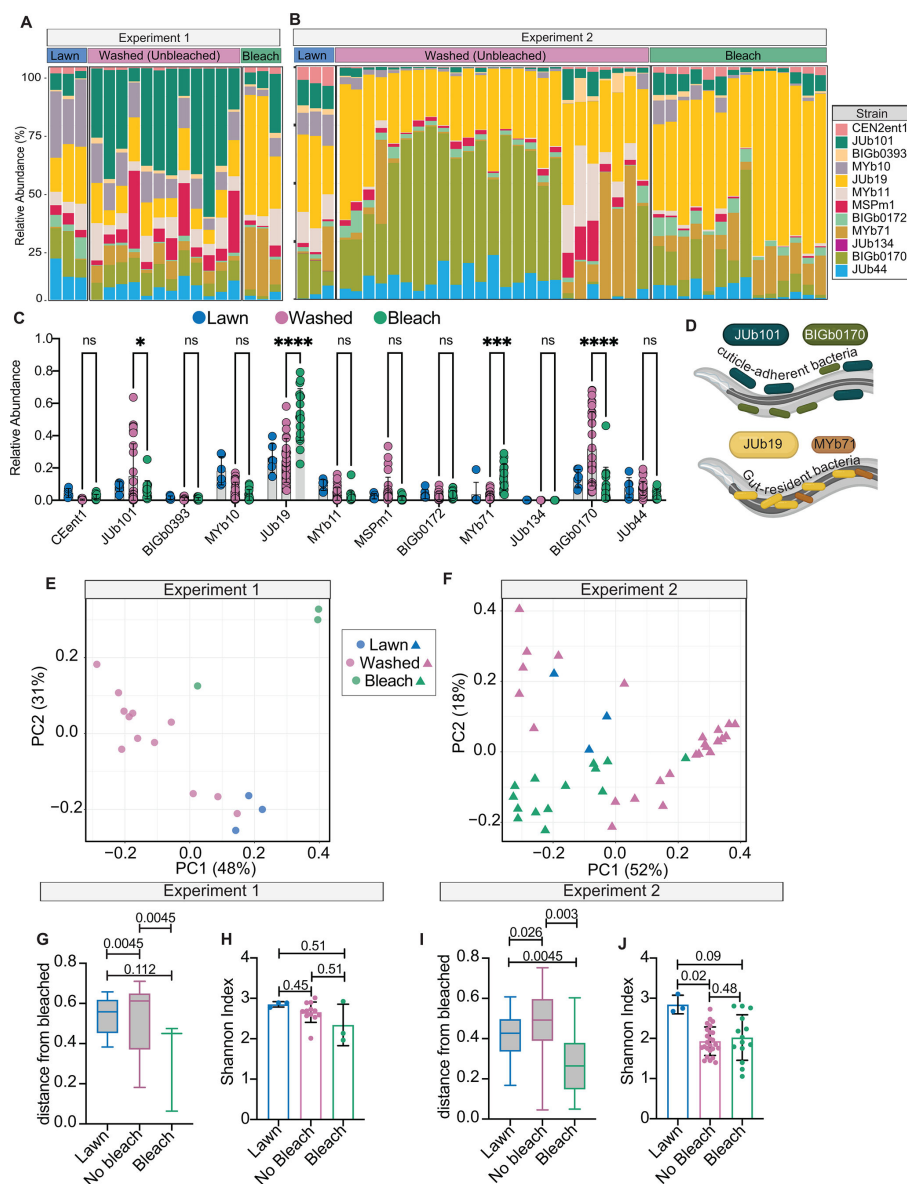 A
Experiment 1
Lawn
Washed (Unbleached)
Bleach
B
Experiment 2
Lawn
Washed (Unbleached)
Bleach
Relative Abundance (%)
100
75
50
25
0
Strain
CEN2ent1
JUb101
BIGb0393
MYb10
JUb19
MYb11
MSPm1
BIGb0172
MYb71
JUb134
BIGb0170
JUb44
C
Lawn
Washed
Bleach
Relative Abundance
1.0
0.8
0.6
0.4
0.2
0.0
ns
*
ns
ns
****
ns
ns
ns
***
ns
****
ns
CEent1
JUb101
BIGb0393
MYb10
JUb19
MYb11
MSPm1
BIGb0172
MYb71
JUb134
BIGb0170
JUb44
D
JUb101
BIGb0170
cuticle-adherent bacteria
JUb19
MYb71
Gut-resident bacteria
E
Experiment 1
PC2 (31%)
0.2
0.0
−0.2
−0.2
0.0
0.2
0.4
PC1 (48%)
Lawn
Washed
Bleach
F
Experiment 2
PC2 (18%)
0.4
0.2
0.0
−0.2
−0.2
0.0
0.2
0.4
PC1 (52%)
Experiment 1
G
distance from bleached
0.8
0.6
0.4
0.2
0.0
0.0045
0.0045
0.112
Lawn
No Bleach
Bleach
H
Shannon Index
4
3
2
1
0
0.51
0.51
0.45
Lawn
No Bleach
Bleach
Experiment 2
I
distance from bleached
0.8
0.6
0.4
0.2
0.0
0.003
0.026
0.0045
Lawn
No Bleach
Bleach
J
Shannon Index
4
3
2
1
0
0.09
0.02
0.48
Lawn
No Bleach
Bleach